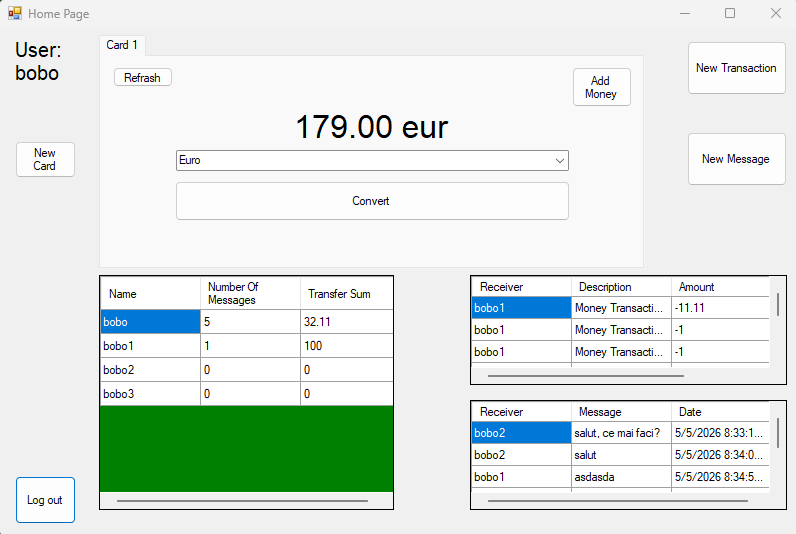 Home Page
User:
bobo
Card 1
Refrash
Add
Money
New Transaction
179.00 eur
Euro
Convert
New
Card
New Message
Name Number Of Messages Transfer Sum
bobo 5 32.11
bobo1 1 100
bobo2 0 0
bobo3 0 0
Receiver Description Amount
bobo1 Money Transacti... -11.11
bobo1 Money Transacti... -1
bobo1 Money Transacti... -1
Receiver Message Date
bobo2 salut, ce mai faci? 5/5/2026 8:33:1...
bobo2 salut 5/5/2026 8:34:0...
bobo1 asdasda 5/5/2026 8:34:5...
Log out